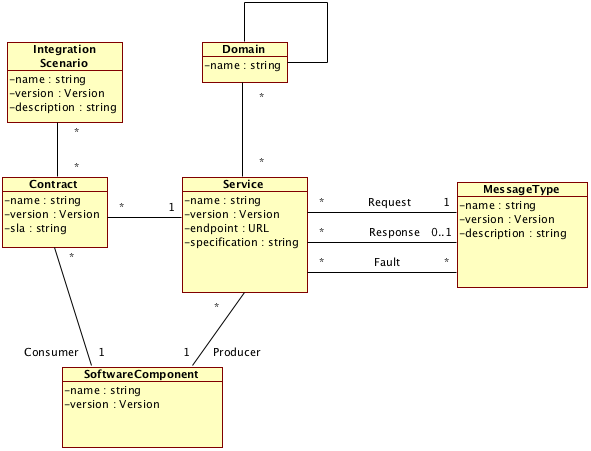 Integration
Scenario
-name : string
-version : Version
-description : string
*
*
Domain
-name : string
*
*
Contract
-name : string
-version : Version
-sla : string
*
1
Service
-name : string
-version : Version
-endpoint : URL
-specification : string
* Request 1
* Response 0..1
* Fault *
MessageType
-name : string
-version : Version
-description : string
*
*
Consumer 1
1 Producer
SoftwareComponent
-name : string
-version : Version